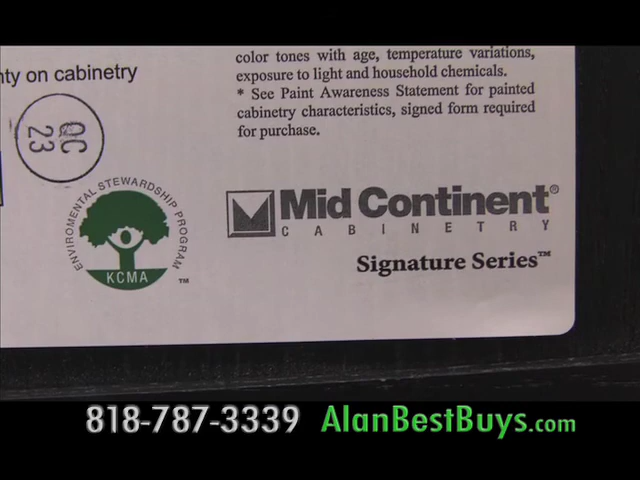 color tones with age, temperature variations,
exposure to light and household chemicals.
* See Paint Awareness Statement for painted
cabinetry characteristics, signed form required
for purchase.
nty on cabinetry
QC
23
ENVIROMENTAL STEWARDSHIP PROGRAM
KCMA
™
Mid Continent®
CABINETRY
Signature Series™
818-787-3339 AlanBestBuys.com